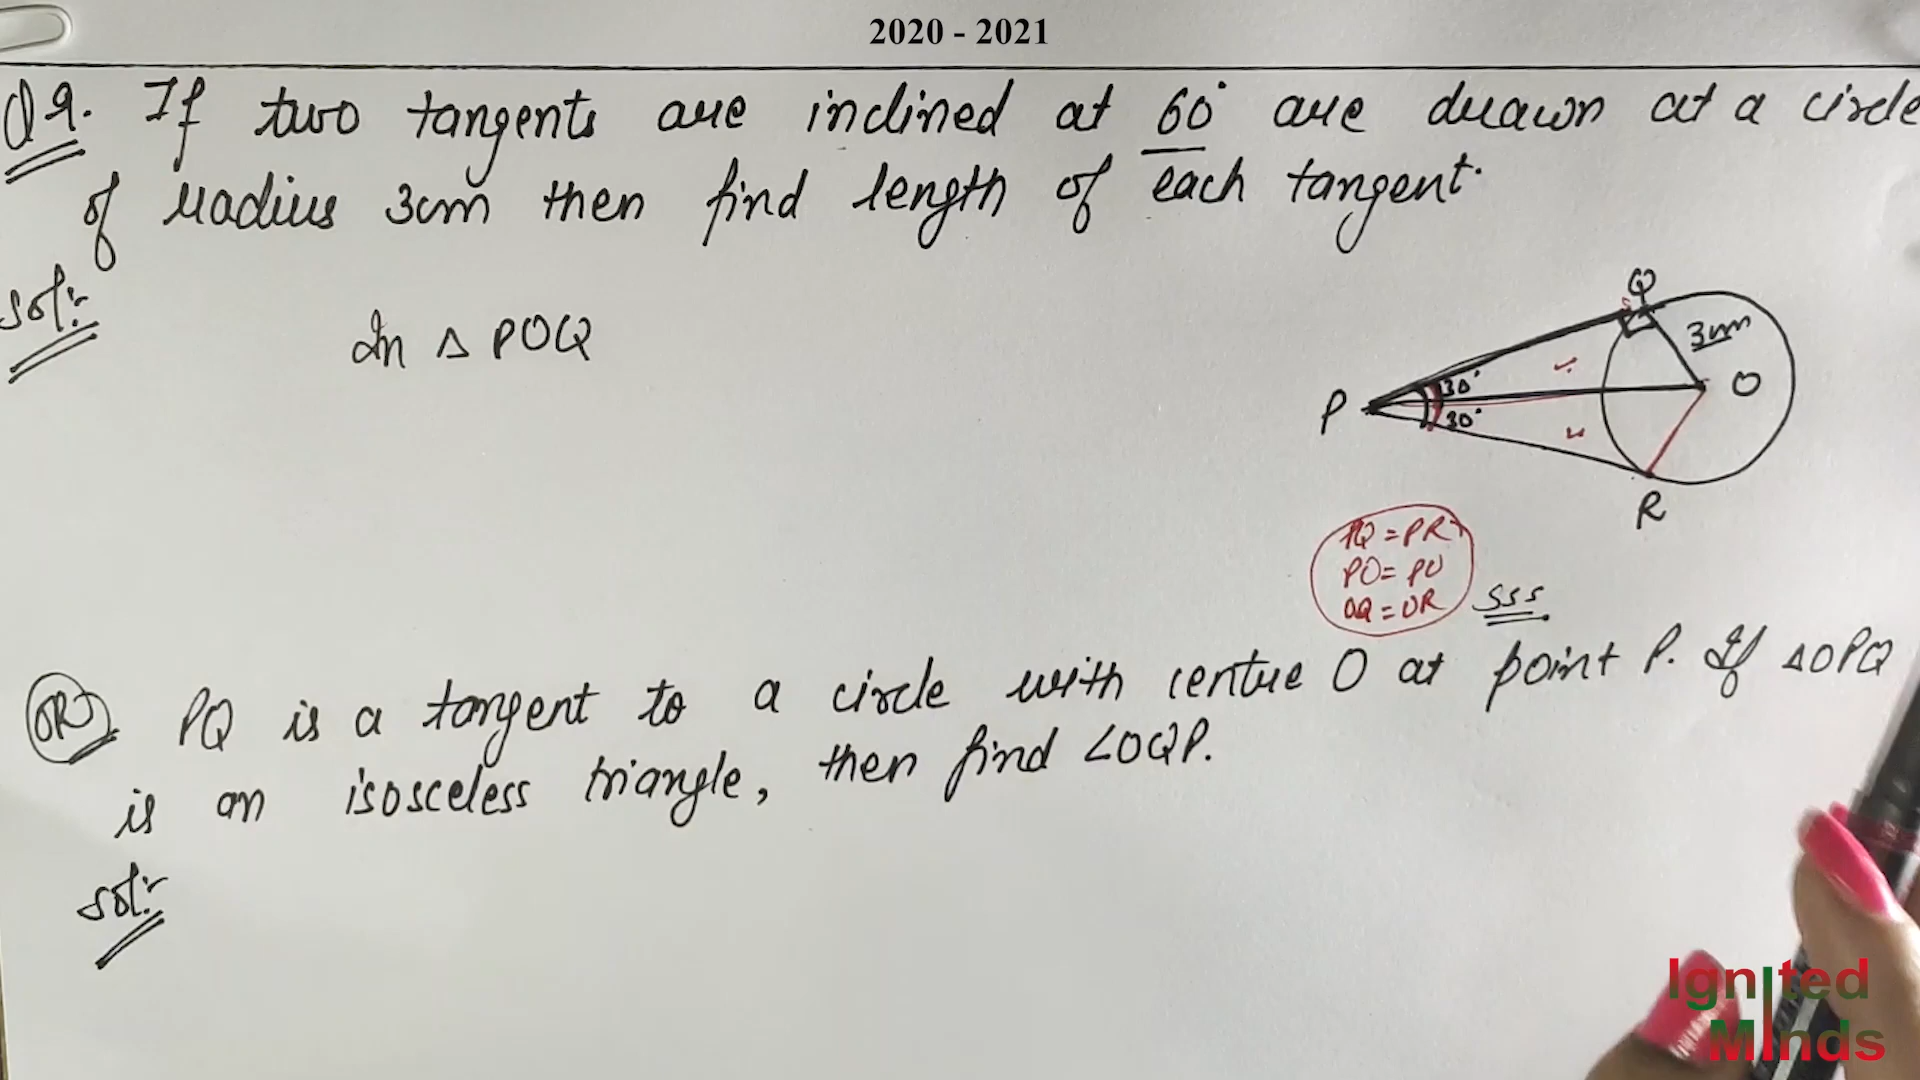 2020 - 2021
Q9. If two tangents are inclined at 60° are drawn at a circle
of radius 3cm then find length of each tangent.
Sol:-
In △ POQ
Q
3cm
30°
O
P
30°
R
PQ = PR
PO = PO
OQ = OR
SSS
OR PQ is a tangent to a circle with centre O at point P. If △OPQ
is an isosceless triangle, then find ∠OQP.
Sol:-
Ignited
Minds